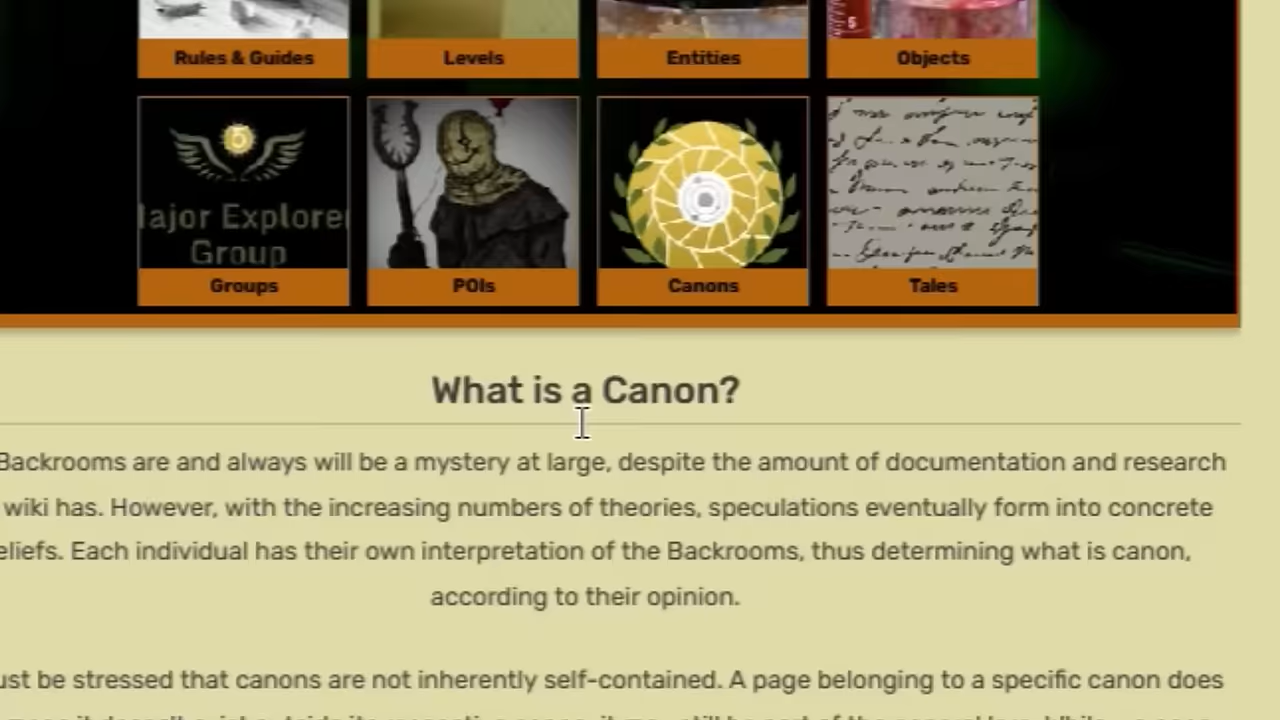 5
Rules & Guides
Levels
Entities
Objects
5
ajor Explore
Group
Groups
POIs
Canons
Tales
What is a Canon?
Backrooms are and always will be a mystery at large, despite the amount of documentation and research
wiki has. However, with the increasing numbers of theories, speculations eventually form into concrete
eliefs. Each individual has their own interpretation of the Backrooms, thus determining what is canon,
according to their opinion.
ust be stressed that canons are not inherently self-contained. A page belonging to a specific canon does